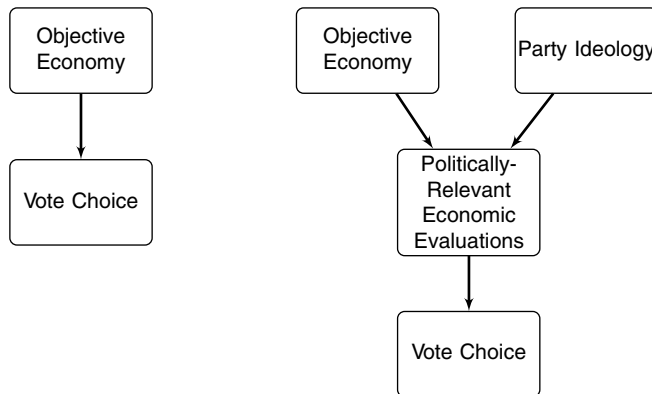 Objective
Economy
Vote Choice
Objective
Economy
Party Ideology
Politically-
Relevant
Economic
Evaluations
Vote Choice